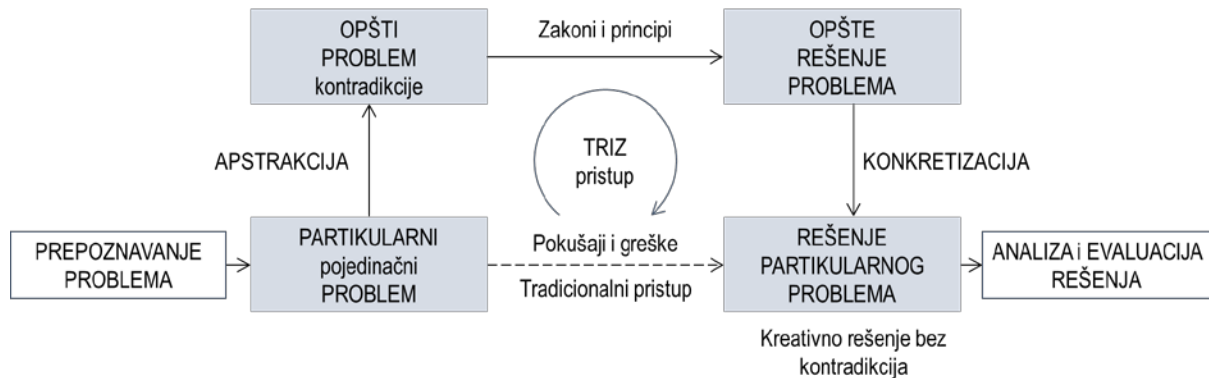 OPŠTI
PROBLEM
kontradikcije
Zakoni i principi
OPŠTE
REŠENJE
PROBLEMA
APSTRAKCIJA
TRIZ
pristup
KONKRETIZACIJA
PREPOZNAVANJE
PROBLEMA
PARTIKULARNI
pojedinačni
PROBLEM
Pokušaji i greške
Tradicionalni pristup
REŠENJE
PARTIKULARNOG
PROBLEMA
ANALIZA i EVALUACIJA
REŠENJA
Kreativno rešenje bez
kontradikcija